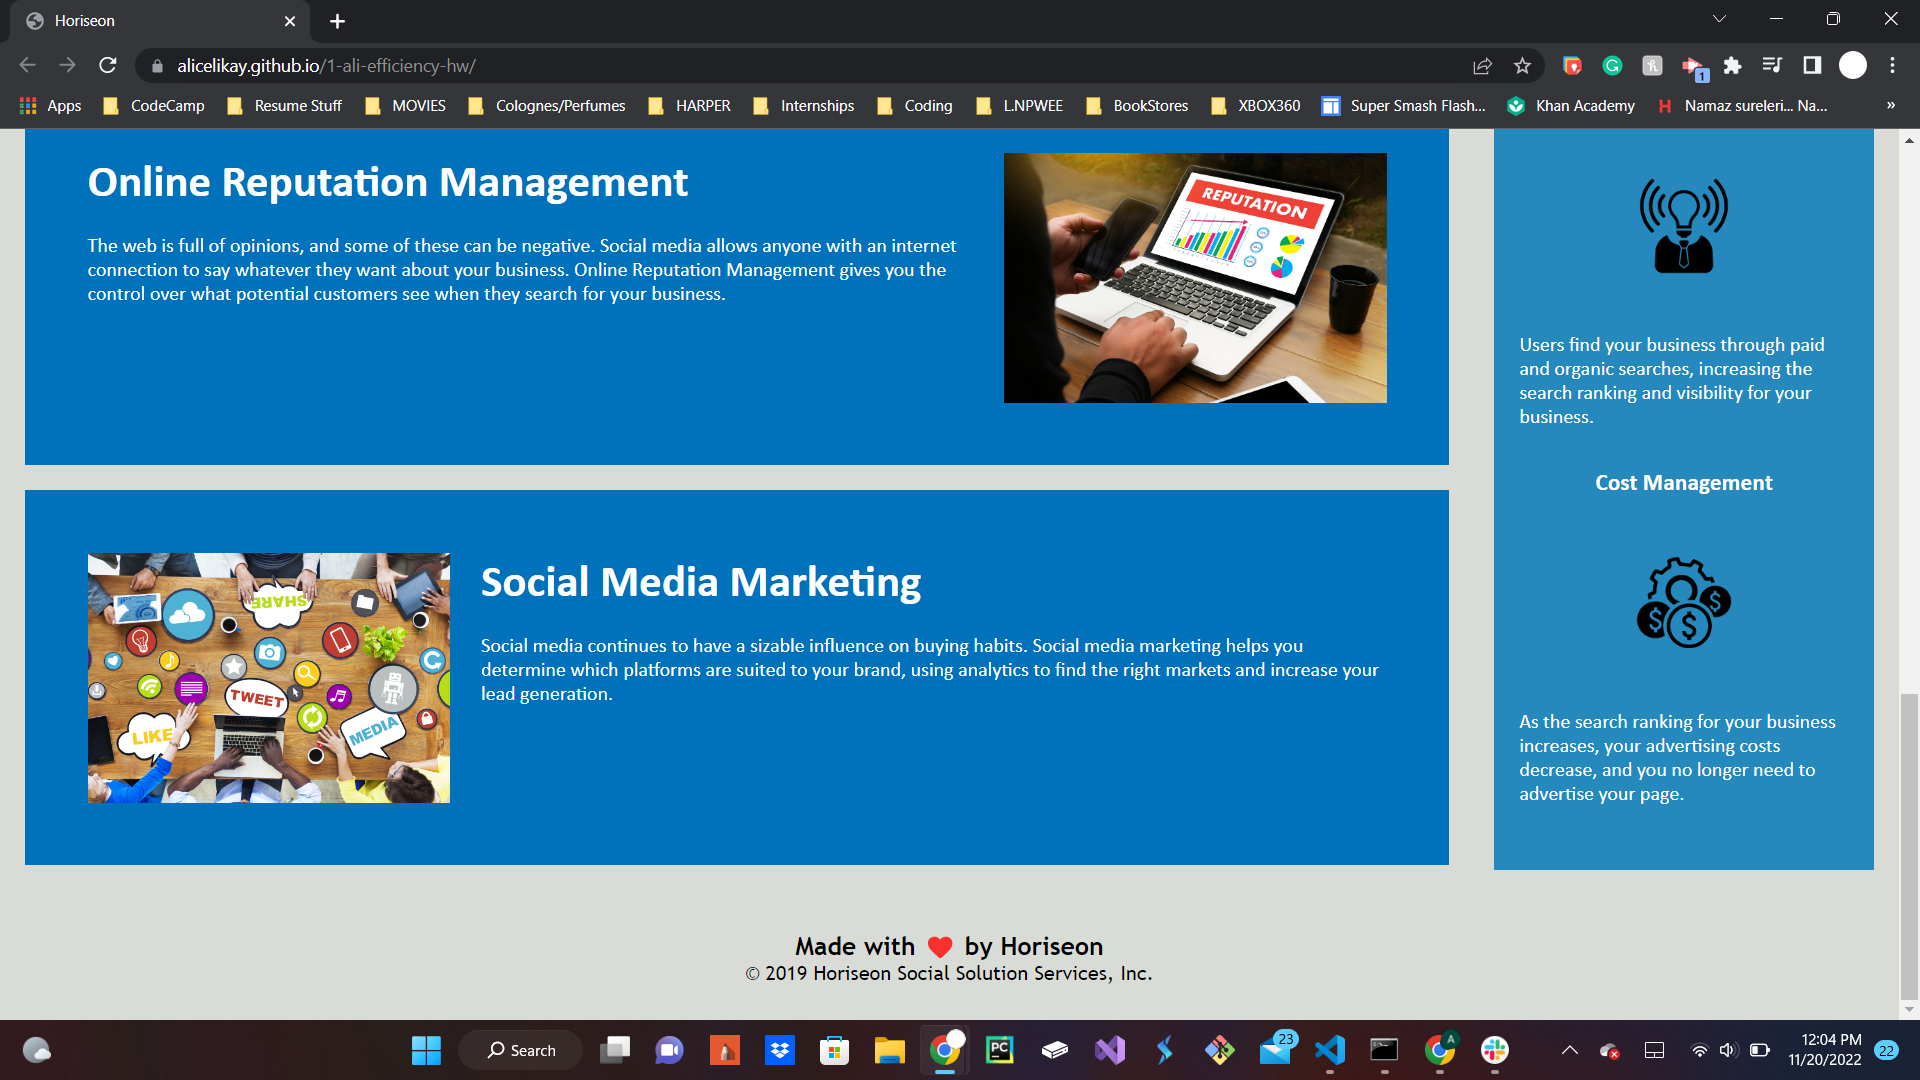 Horiseon
alicelikay.github.io/1-ali-efficiency-hw/
1
Apps
CodeCamp
Resume Stuff
MOVIES
Colognes/Perfumes
HARPER
Internships
Coding
L.NPWEE
BookStores
XBOX360
Super Smash Flash...
Khan Academy
H
Namaz sureleri... Na...
»
Online Reputation Management
The web is full of opinions, and some of these can be negative. Social media allows anyone with an internet
connection to say whatever they want about your business. Online Reputation Management gives you the
control over what potential customers see when they search for your business.
REPUTATION
Users find your business through paid
and organic searches, increasing the
search ranking and visibility for your
business.
Cost Management
$ $ $
As the search ranking for your business
increases, your advertising costs
decrease, and you no longer need to
advertise your page.
SHARE
TWEET
LIKE
MEDIA
Social Media Marketing
Social media continues to have a sizable influence on buying habits. Social media marketing helps you
determine which platforms are suited to your brand, using analytics to find the right markets and increase your
lead generation.
Made with ❤️ by Horiseon
© 2019 Horiseon Social Solution Services, Inc.
Search
PC
23
A
12:04 PM
11/20/2022
22